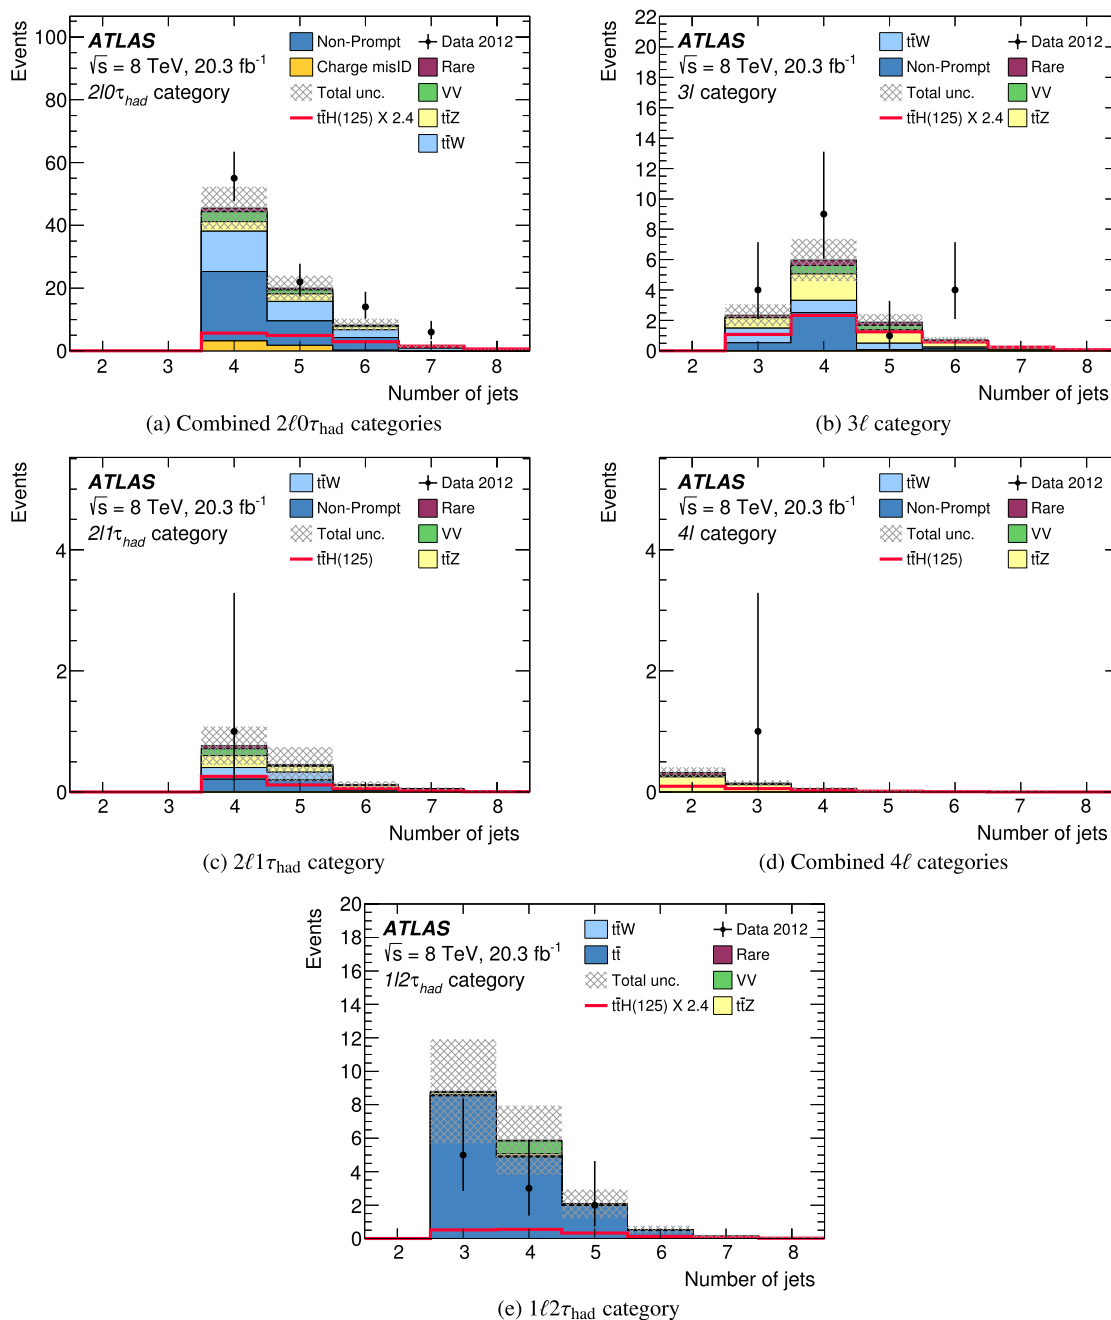 Events
100
80
60
40
20
0
ATLAS
√s = 8 TeV, 20.3 fb⁻¹
2l0τhad category
Non-Prompt
Charge misID
Total unc.
tt̄H(125) X 2.4
Data 2012
Rare
VV
tt̄Z
tt̄W
2 3 4 5 6 7 8
Number of jets
(a) Combined 2ℓ0τhad categories
Events
22
20
18
16
14
12
10
8
6
4
2
0
ATLAS
√s = 8 TeV, 20.3 fb⁻¹
3l category
tt̄W
Non-Prompt
Total unc.
tt̄H(125) X 2.4
Data 2012
Rare
VV
tt̄Z
2 3 4 5 6 7 8
Number of jets
(b) 3ℓ category
Events
4
2
0
ATLAS
√s = 8 TeV, 20.3 fb⁻¹
2l1τhad category
tt̄W
Non-Prompt
Total unc.
tt̄H(125)
Data 2012
Rare
VV
tt̄Z
2 3 4 5 6 7 8
Number of jets
(c) 2ℓ1τhad category
Events
4
2
0
ATLAS
√s = 8 TeV, 20.3 fb⁻¹
4l category
tt̄W
Non-Prompt
Total unc.
tt̄H(125)
Data 2012
Rare
VV
tt̄Z
2 3 4 5 6 7 8
Number of jets
(d) Combined 4ℓ categories
Events
20
18
16
14
12
10
8
6
4
2
0
ATLAS
√s = 8 TeV, 20.3 fb⁻¹
1l2τhad category
tt̄W
tt̄
Total unc.
tt̄H(125) X 2.4
Data 2012
Rare
VV
tt̄Z
2 3 4 5 6 7 8
Number of jets
(e) 1ℓ2τhad category